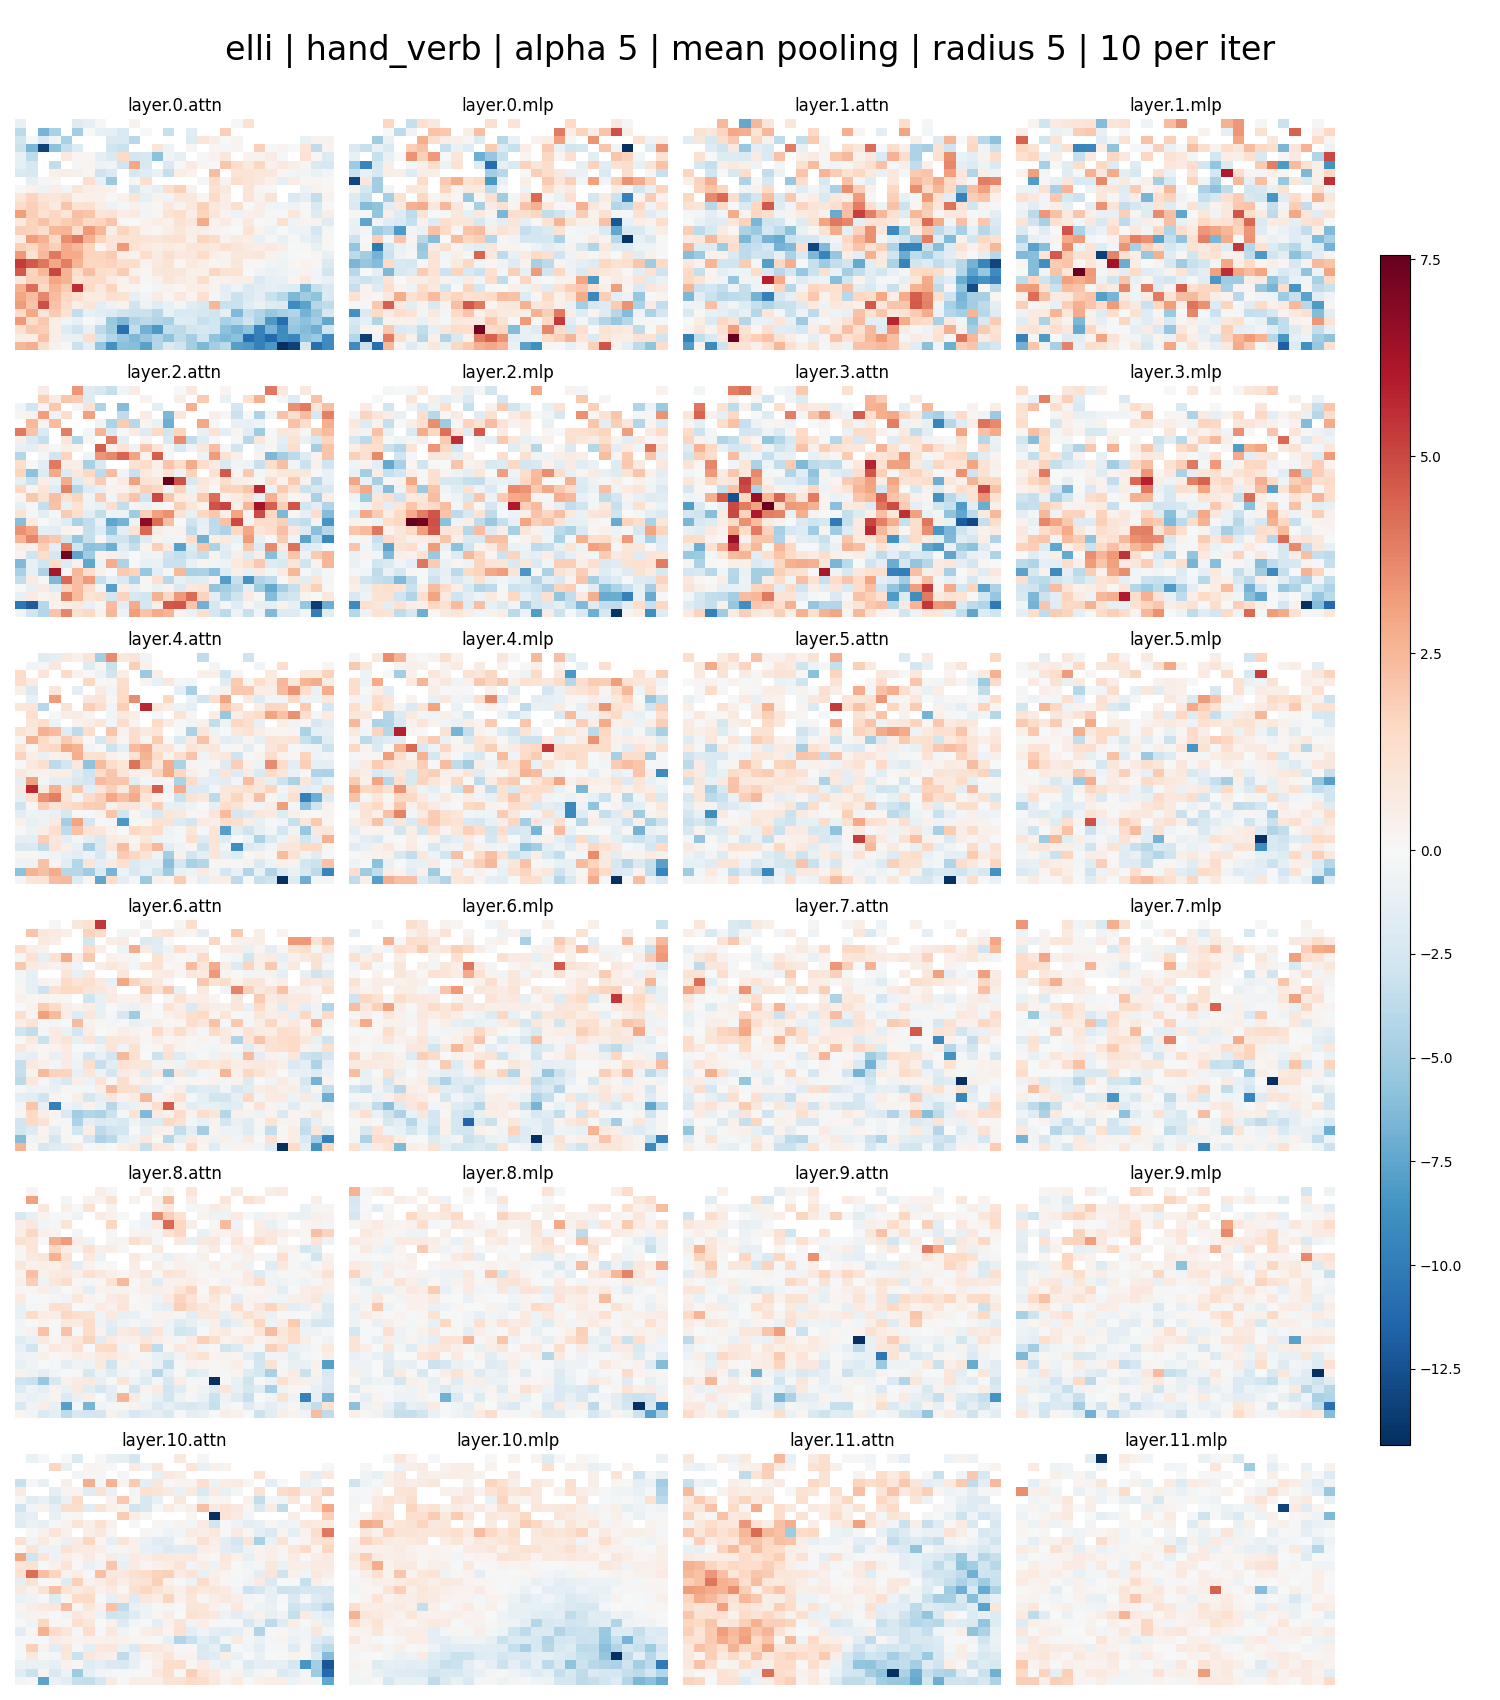 elli | hand_verb | alpha 5 | mean pooling | radius 5 | 10 per iter
layer.0.attn layer.0.mlp layer.1.attn layer.1.mlp
layer.2.attn layer.2.mlp layer.3.attn layer.3.mlp
layer.4.attn layer.4.mlp layer.5.attn layer.5.mlp
layer.6.attn layer.6.mlp layer.7.attn layer.7.mlp
layer.8.attn layer.8.mlp layer.9.attn layer.9.mlp
layer.10.attn layer.10.mlp layer.11.attn layer.11.mlp
7.5
5.0
2.5
0.0
−2.5
−5.0
−7.5
−10.0
−12.5